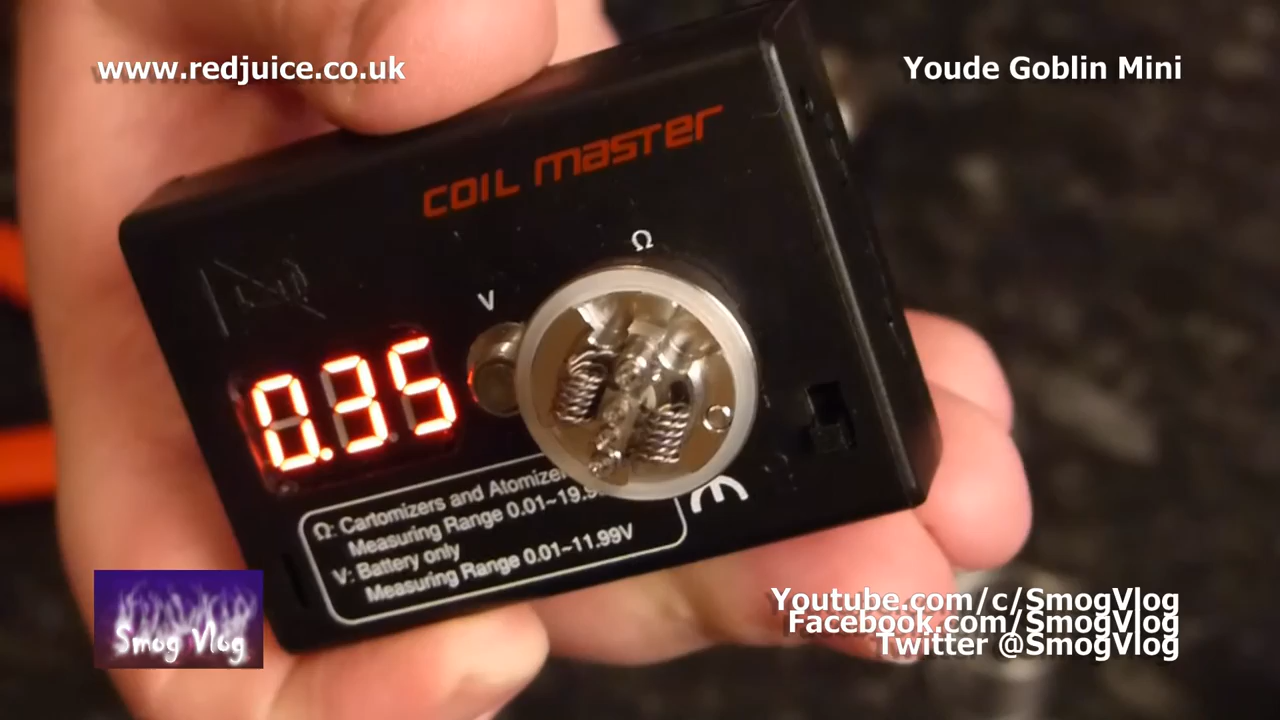 www.redjuice.co.uk
Youde Goblin Mini
COIL MASTER
Ω
V
0.35
Ω: Cartomizers and Atomizer
Measuring Range 0.01~19.9
V: Battery only
Measuring Range 0.01~11.99V
Smog Vlog
Youtube.com/c/SmogVlog
Facebook.com/SmogVlog
Twitter @SmogVlog